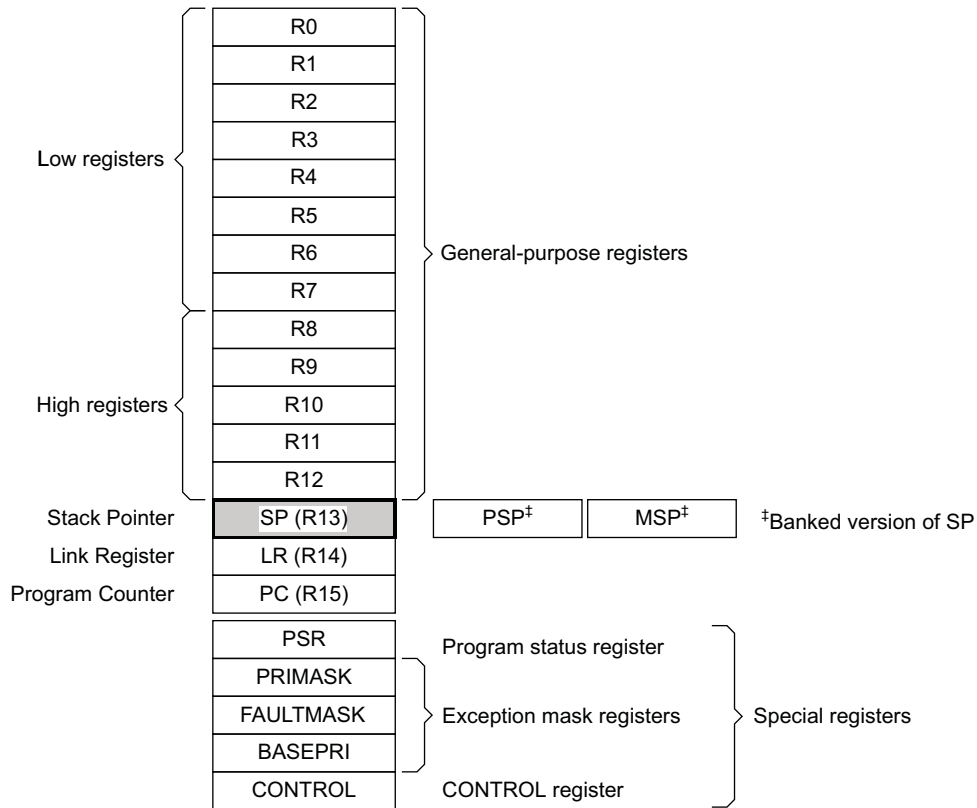 R0
R1
R2
R3
Low registers
R4
R5
R6
General-purpose registers
R7
R8
R9
High registers
R10
R11
R12
Stack Pointer SP (R13) PSP‡ MSP‡ ‡Banked version of SP
Link Register LR (R14)
Program Counter PC (R15)
PSR Program status register
PRIMASK
FAULTMASK Exception mask registers Special registers
BASEPRI
CONTROL CONTROL register